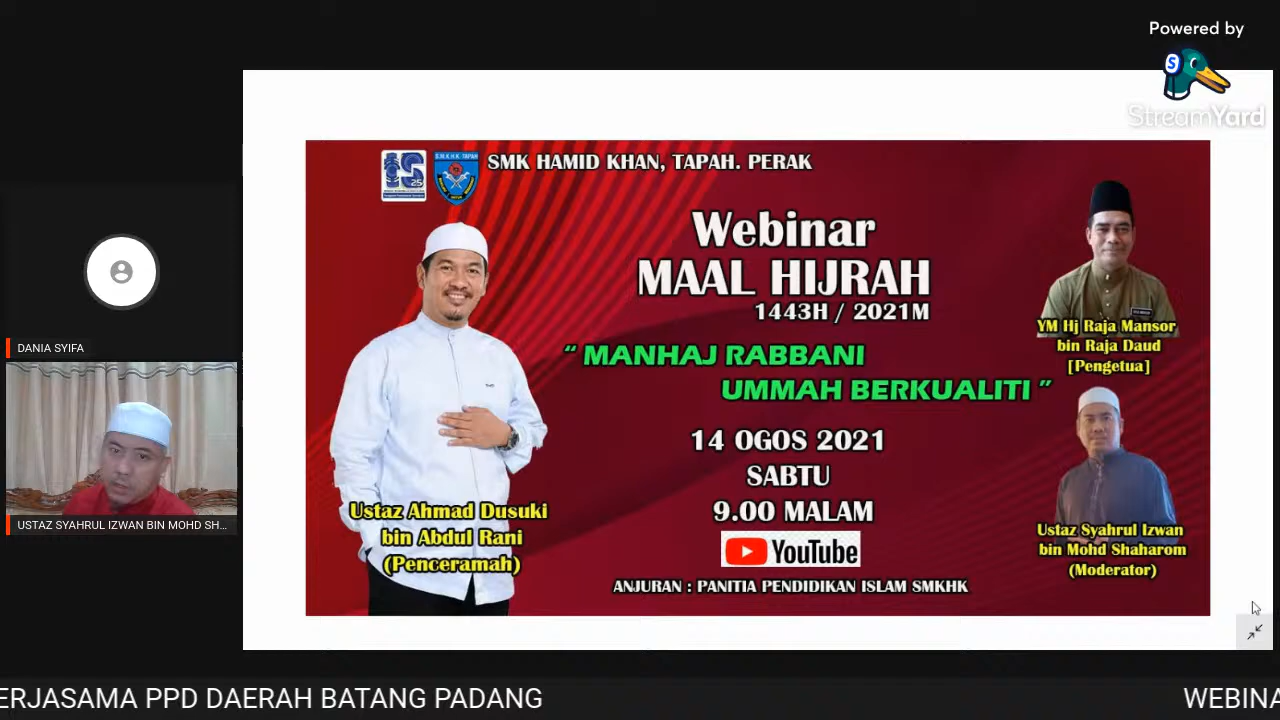 Powered by
StreamYard
SMK HAMID KHAN, TAPAH. PERAK
Webinar
MAAL HIJRAH
1443H / 2021M
“ MANHAJ RABBANI
UMMAH BERKUALITI ”
14 OGOS 2021
SABTU
9.00 MALAM
YouTube
ANJURAN : PANITIA PENDIDIKAN ISLAM SMKHK
Ustaz Ahmad Dusuki
bin Abdul Rani
(Penceramah)
YM Hj Raja Mansor
bin Raja Daud
[Pengetua]
Ustaz Syahrul Izwan
bin Mohd Shaharom
(Moderator)
DANIA SYIFA
USTAZ SYAHRUL IZWAN BIN MOHD SH...
ERJASAMA PPD DAERAH BATANG PADANG
WEBINA